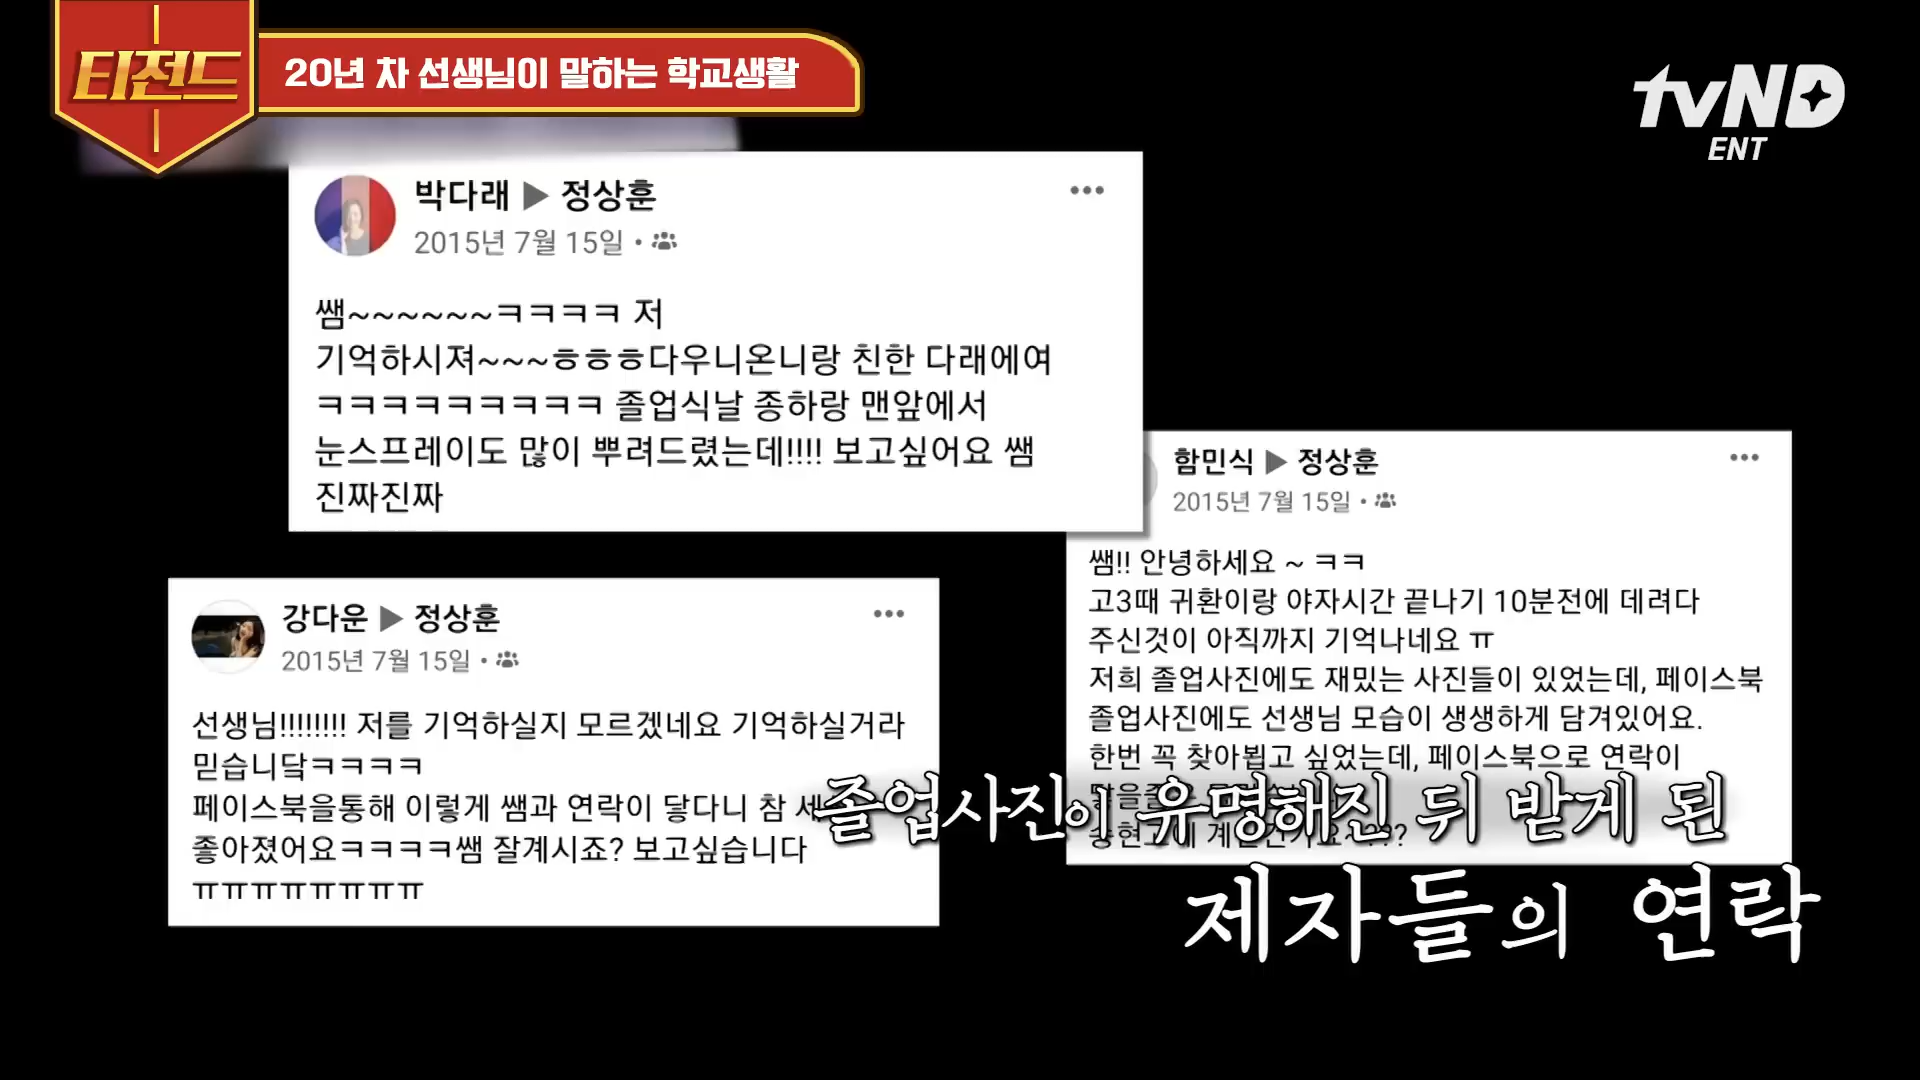 티전드
20년 차 선생님이 말하는 학교생활
tvND
ENT
박다래 ▶ 정상훈
2015년 7월 15일 •
쌤~~~~~~ㅋㅋㅋㅋ 저
기억하시져~~~ㅎㅎㅎ다우니온니랑 친한 다래에여
ㅋㅋㅋㅋㅋㅋㅋㅋㅋ 졸업식날 종하랑 맨앞에서
눈스프레이도 많이 뿌려드렸는데!!!! 보고싶어요 쌤
진짜진짜
함민식 ▶ 정상훈
2015년 7월 15일 •
쌤!! 안녕하세요 ~ ㅋㅋ
고3때 귀환이랑 야자시간 끝나기 10분전에 데려다
주신것이 아직까지 기억나네요 ㅠ
저희 졸업사진에도 재밌는 사진들이 있었는데, 페이스북
졸업사진에도 선생님 모습이 생생하게 담겨있어요.
한번 꼭 찾아뵙고 싶었는데, 페이스북으로 연락이
강다운 ▶ 정상훈
2015년 7월 15일 •
선생님!!!!!!!! 저를 기억하실지 모르겠네요 기억하실거라
믿습니닼ㅋㅋㅋㅋ
페이스북을통해 이렇게 쌤과 연락이 닿다니 참 세
좋아졌어요ㅋㅋㅋㅋ쌤 잘계시죠? 보고싶습니다
ㅠㅠㅠㅠㅠㅠㅠㅠ
졸업사진이 유명해진 뒤 받게 된
제자들의 연락